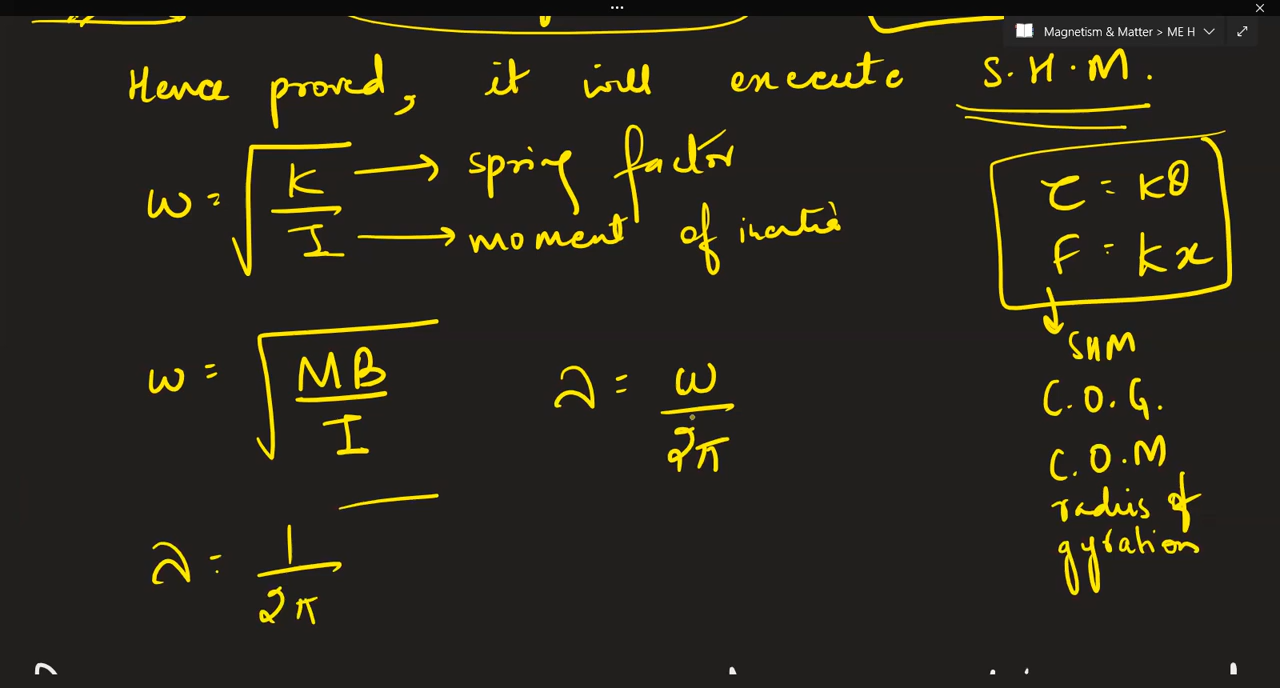 Magnetism & Matter > ME H
Hence proved, it will execute S.H.M.
ω = √(K/I) → spring factor
→ moment of inertia
τ = Kθ
F = Kx
SHM
C.O.G.
C.O.M
radius of
gyration
ω = √(MB/I)
ν = ω/2π
ν = 1/2π